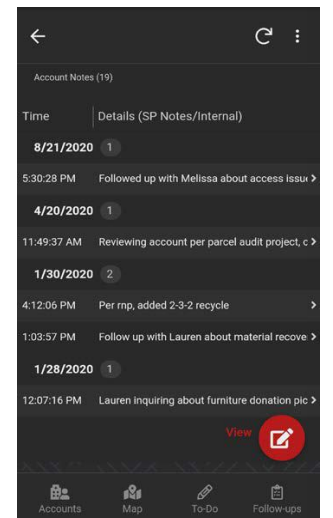 Account Notes (19)
Time Details (SP Notes/Internal)
8/21/2020 1
5:30:28 PM Followed up with Melissa about access issu
4/20/2020 1
11:49:37 AM Reviewing account per parcel audit project, c
1/30/2020 2
4:12:06 PM Per rnp, added 2-3-2 recycle
1:03:57 PM Follow up with Lauren about material recove
1/28/2020 1
12:07:16 PM Lauren inquiring about furniture donation pic
View
Accounts Map To-Do Follow-ups